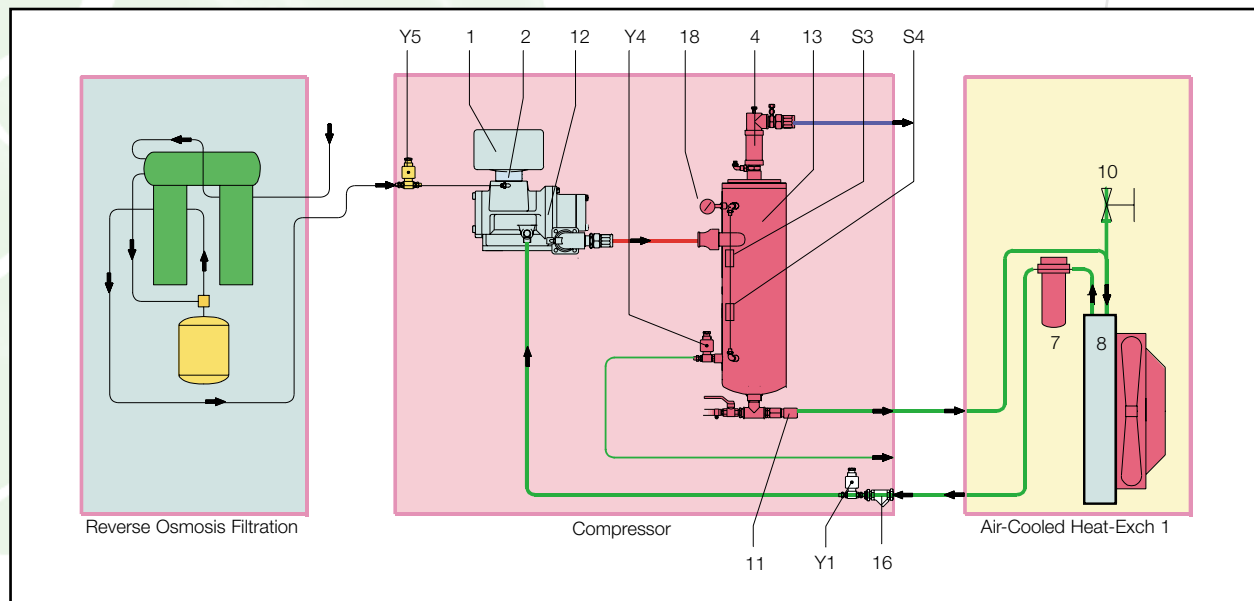 Y5 1 2 12 Y4 18 4 13 S3 S4
10
7 8
Reverse Osmosis Filtration Compressor Air-Cooled Heat-Exch 1
11 Y1 16